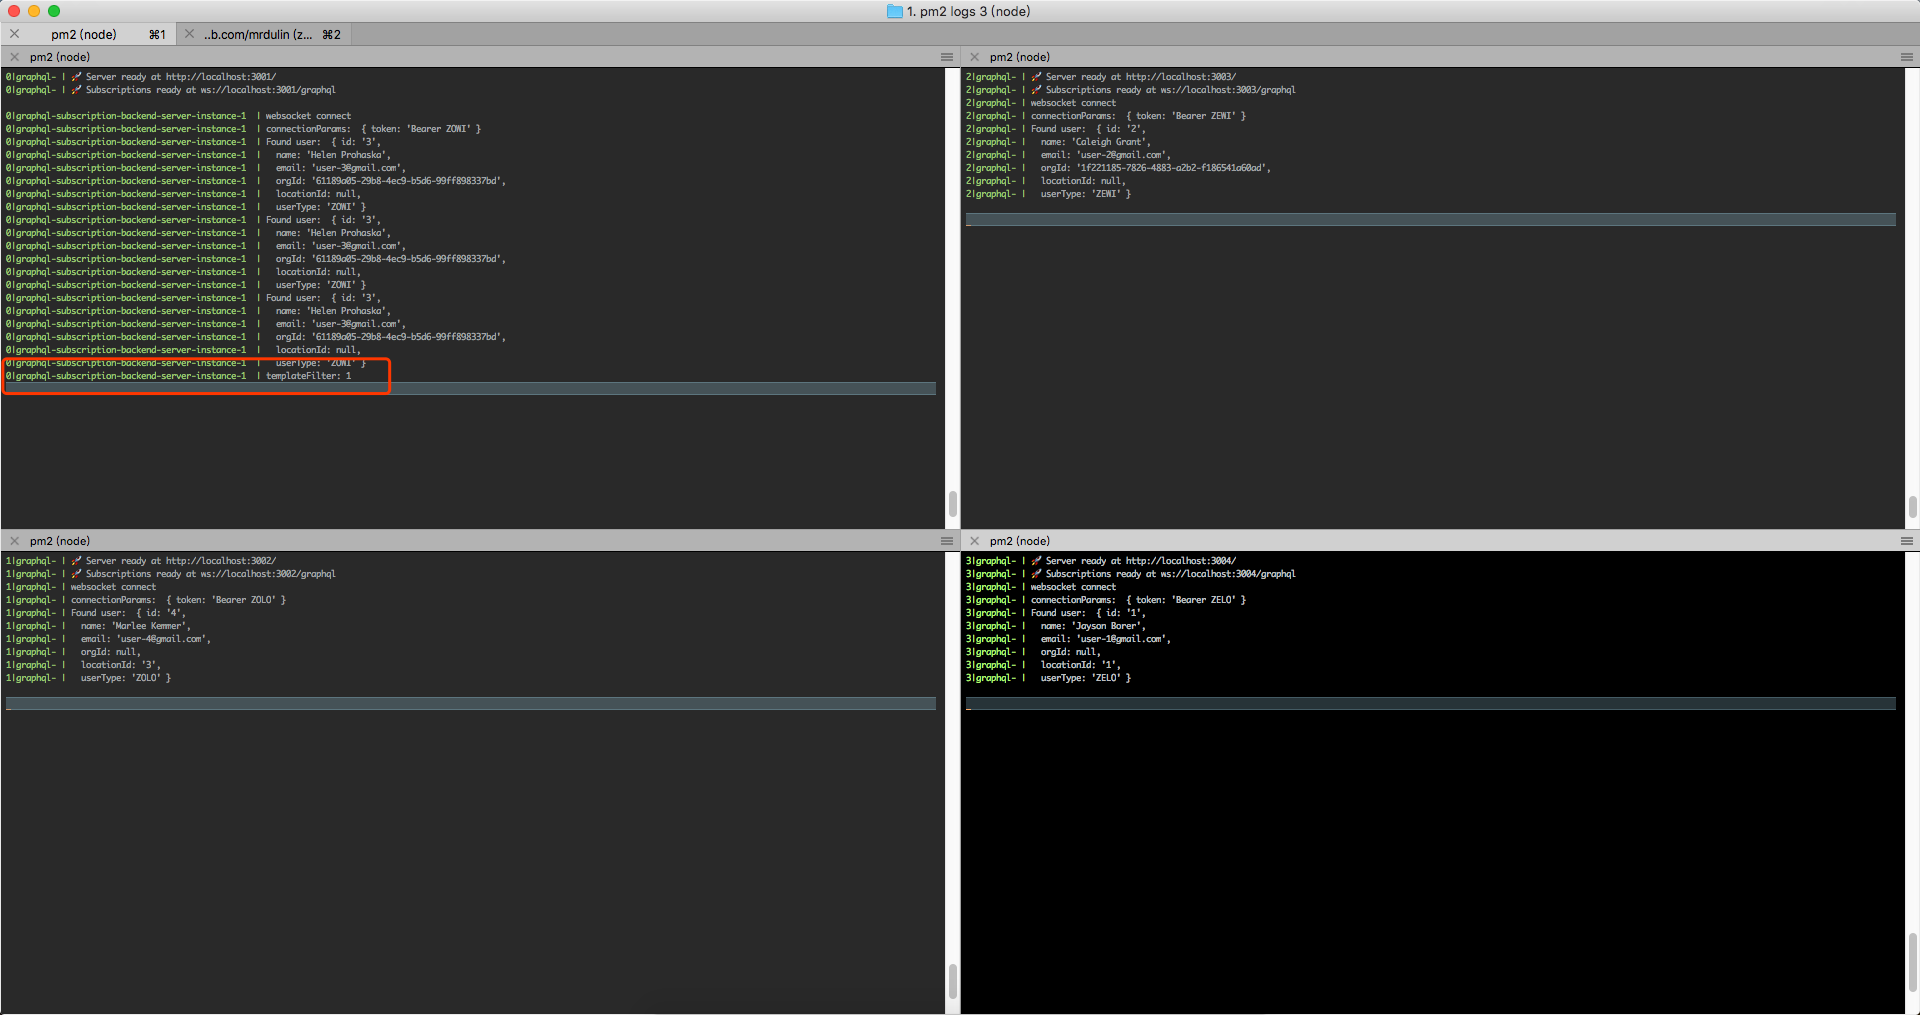 1. pm2 logs 3 (node)
pm2 (node) ⌘1
..b.com/mrdulin (z... ⌘2
pm2 (node)
0|graphql- | 🚀 Server ready at http://localhost:3001/
0|graphql- | 🚀 Subscriptions ready at ws://localhost:3001/graphql
0|graphql-subscription-backend-server-instance-1 | websocket connect
0|graphql-subscription-backend-server-instance-1 | connectionParams: { token: 'Bearer ZOWI' }
0|graphql-subscription-backend-server-instance-1 | Found user: { id: '3',
0|graphql-subscription-backend-server-instance-1 | name: 'Helen Prohaska',
0|graphql-subscription-backend-server-instance-1 | email: 'user-3@gmail.com',
0|graphql-subscription-backend-server-instance-1 | orgId: '61189a05-29b8-4ec9-b5d6-99ff898337bd',
0|graphql-subscription-backend-server-instance-1 | locationId: null,
0|graphql-subscription-backend-server-instance-1 | userType: 'ZOWI' }
0|graphql-subscription-backend-server-instance-1 | Found user: { id: '3',
0|graphql-subscription-backend-server-instance-1 | name: 'Helen Prohaska',
0|graphql-subscription-backend-server-instance-1 | email: 'user-3@gmail.com',
0|graphql-subscription-backend-server-instance-1 | orgId: '61189a05-29b8-4ec9-b5d6-99ff898337bd',
0|graphql-subscription-backend-server-instance-1 | locationId: null,
0|graphql-subscription-backend-server-instance-1 | userType: 'ZOWI' }
0|graphql-subscription-backend-server-instance-1 | Found user: { id: '3',
0|graphql-subscription-backend-server-instance-1 | name: 'Helen Prohaska',
0|graphql-subscription-backend-server-instance-1 | email: 'user-3@gmail.com',
0|graphql-subscription-backend-server-instance-1 | orgId: '61189a05-29b8-4ec9-b5d6-99ff898337bd',
0|graphql-subscription-backend-server-instance-1 | locationId: null,
0|graphql-subscription-backend-server-instance-1 | userType: 'ZOWI' }
0|graphql-subscription-backend-server-instance-1 | templateFilter: 1
pm2 (node)
2|graphql- | 🚀 Server ready at http://localhost:3003/
2|graphql- | 🚀 Subscriptions ready at ws://localhost:3003/graphql
2|graphql- | websocket connect
2|graphql- | connectionParams: { token: 'Bearer ZEWI' }
2|graphql- | Found user: { id: '2',
2|graphql- | name: 'Caleigh Grant',
2|graphql- | email: 'user-2@gmail.com',
2|graphql- | orgId: '1f221185-7826-4883-a2b2-f186541a60ad',
2|graphql- | locationId: null,
2|graphql- | userType: 'ZEWI' }
pm2 (node)
1|graphql- | 🚀 Server ready at http://localhost:3002/
1|graphql- | 🚀 Subscriptions ready at ws://localhost:3002/graphql
1|graphql- | websocket connect
1|graphql- | connectionParams: { token: 'Bearer ZOLO' }
1|graphql- | Found user: { id: '4',
1|graphql- | name: 'Marlee Kemmer',
1|graphql- | email: 'user-4@gmail.com',
1|graphql- | orgId: null,
1|graphql- | locationId: '3',
1|graphql- | userType: 'ZOLO' }
pm2 (node)
3|graphql- | 🚀 Server ready at http://localhost:3004/
3|graphql- | 🚀 Subscriptions ready at ws://localhost:3004/graphql
3|graphql- | websocket connect
3|graphql- | connectionParams: { token: 'Bearer ZELO' }
3|graphql- | Found user: { id: '1',
3|graphql- | name: 'Jayson Borer',
3|graphql- | email: 'user-1@gmail.com',
3|graphql- | orgId: null,
3|graphql- | locationId: '1',
3|graphql- | userType: 'ZELO' }